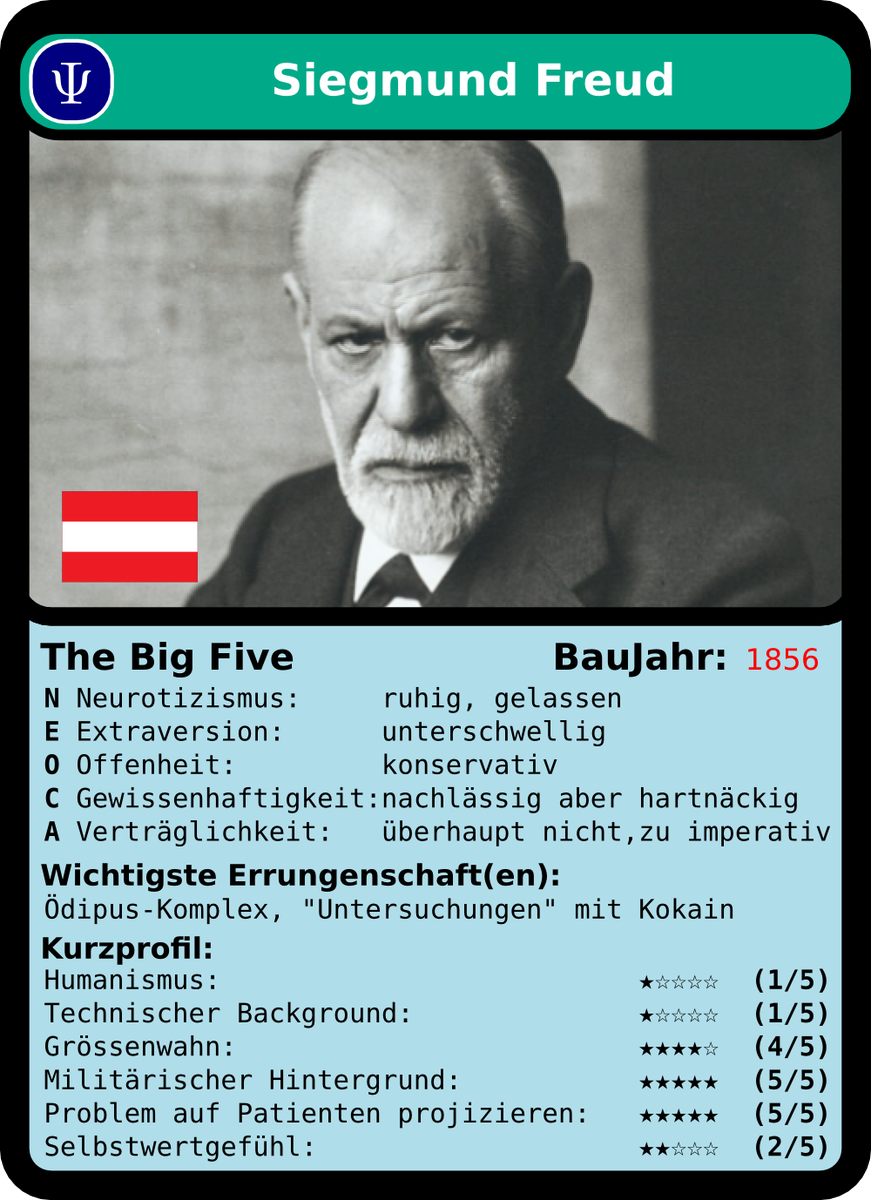 Ψ Siegmund Freud
The Big Five BauJahr: 1856
N Neurotizismus: ruhig, gelassen
E Extraversion: unterschwellig
O Offenheit: konservativ
C Gewissenhaftigkeit:nachlässig aber hartnäckig
A Verträglichkeit: überhaupt nicht,zu imperativ
Wichtigste Errungenschaft(en):
Ödipus-Komplex, "Untersuchungen" mit Kokain
Kurzprofil:
Humanismus: ★☆☆☆☆ (1/5)
Technischer Background: ★☆☆☆☆ (1/5)
Grössenwahn: ★★★★☆ (4/5)
Militärischer Hintergrund: ★★★★★ (5/5)
Problem auf Patienten projizieren: ★★★★★ (5/5)
Selbstwertgefühl: ★★☆☆☆ (2/5)